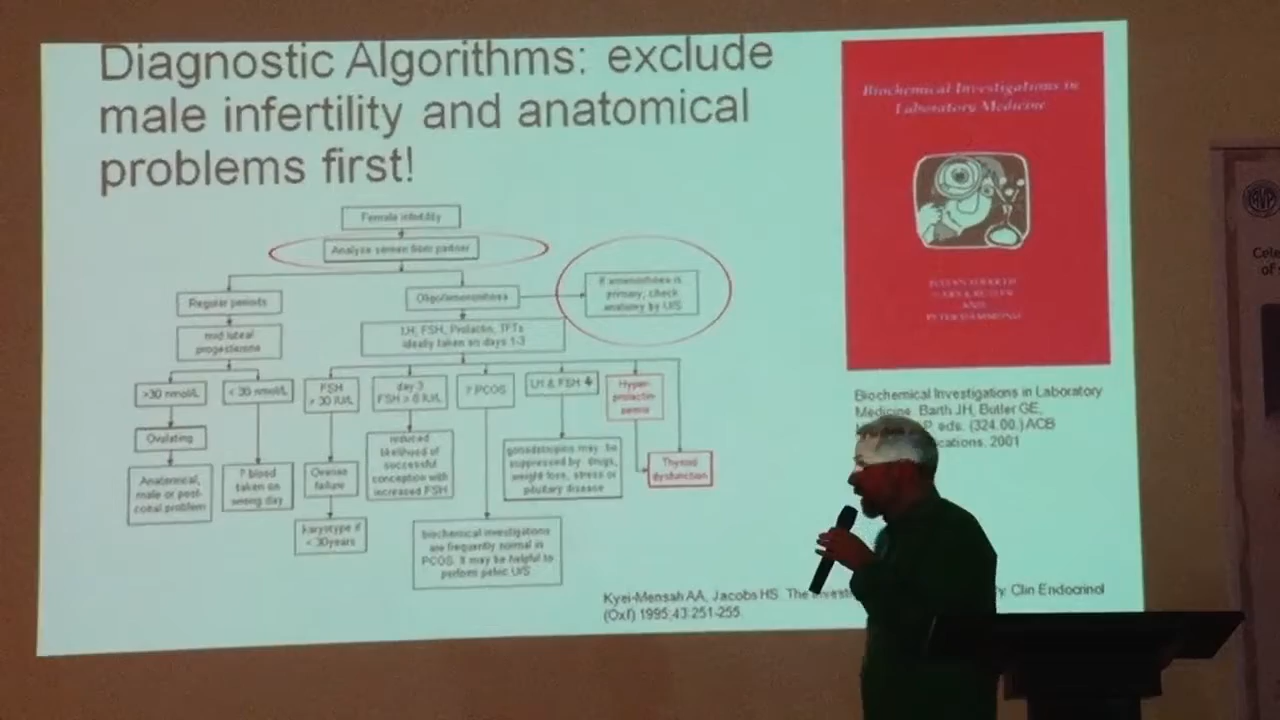 Diagnostic Algorithms: exclude
male infertility and anatomical
problems first!
Female infertility
Analyse semen from partner
Regular periods
Oligo/amenorrhoea
If amenorrhoea is
primary, check
anatomy by U/S
mid luteal
progesterone
LH, FSH, Prolactin, TFTs
ideally taken on days 1-3
>30 nmol/L
< 30 nmol/L
FSH
> 30 IU/L
day 3
FSH > 8 IU/L
? PCOS
LH & FSH
Hyper-
prolactin
aemia
Ovulating
Anatomical,
male or post-
coital problem
? blood
taken on
wrong day
Ovarian
failure
karyotype if
< 30years
reduced
likelihood of
successful
conception with
increased FSH
gonadotropins may be
suppressed by: drugs,
weight loss, stress or
pituitary disease
Thyroid
dysfunction
biochemical investigations
are frequently normal in
PCOS. It may be helpful to
perform pelvic U/S
Kyei-Mensah AA, Jacobs HS. The Clin Endocrinol
(Oxf) 1995;43:251-255.
Biochemical Investigations in
Laboratory Medicine
AND
Biochemical Investigations in Laboratory
Medicine. Barth JH, Butler GE,
P. eds. (324.00.) ACB
2001
Cele
of